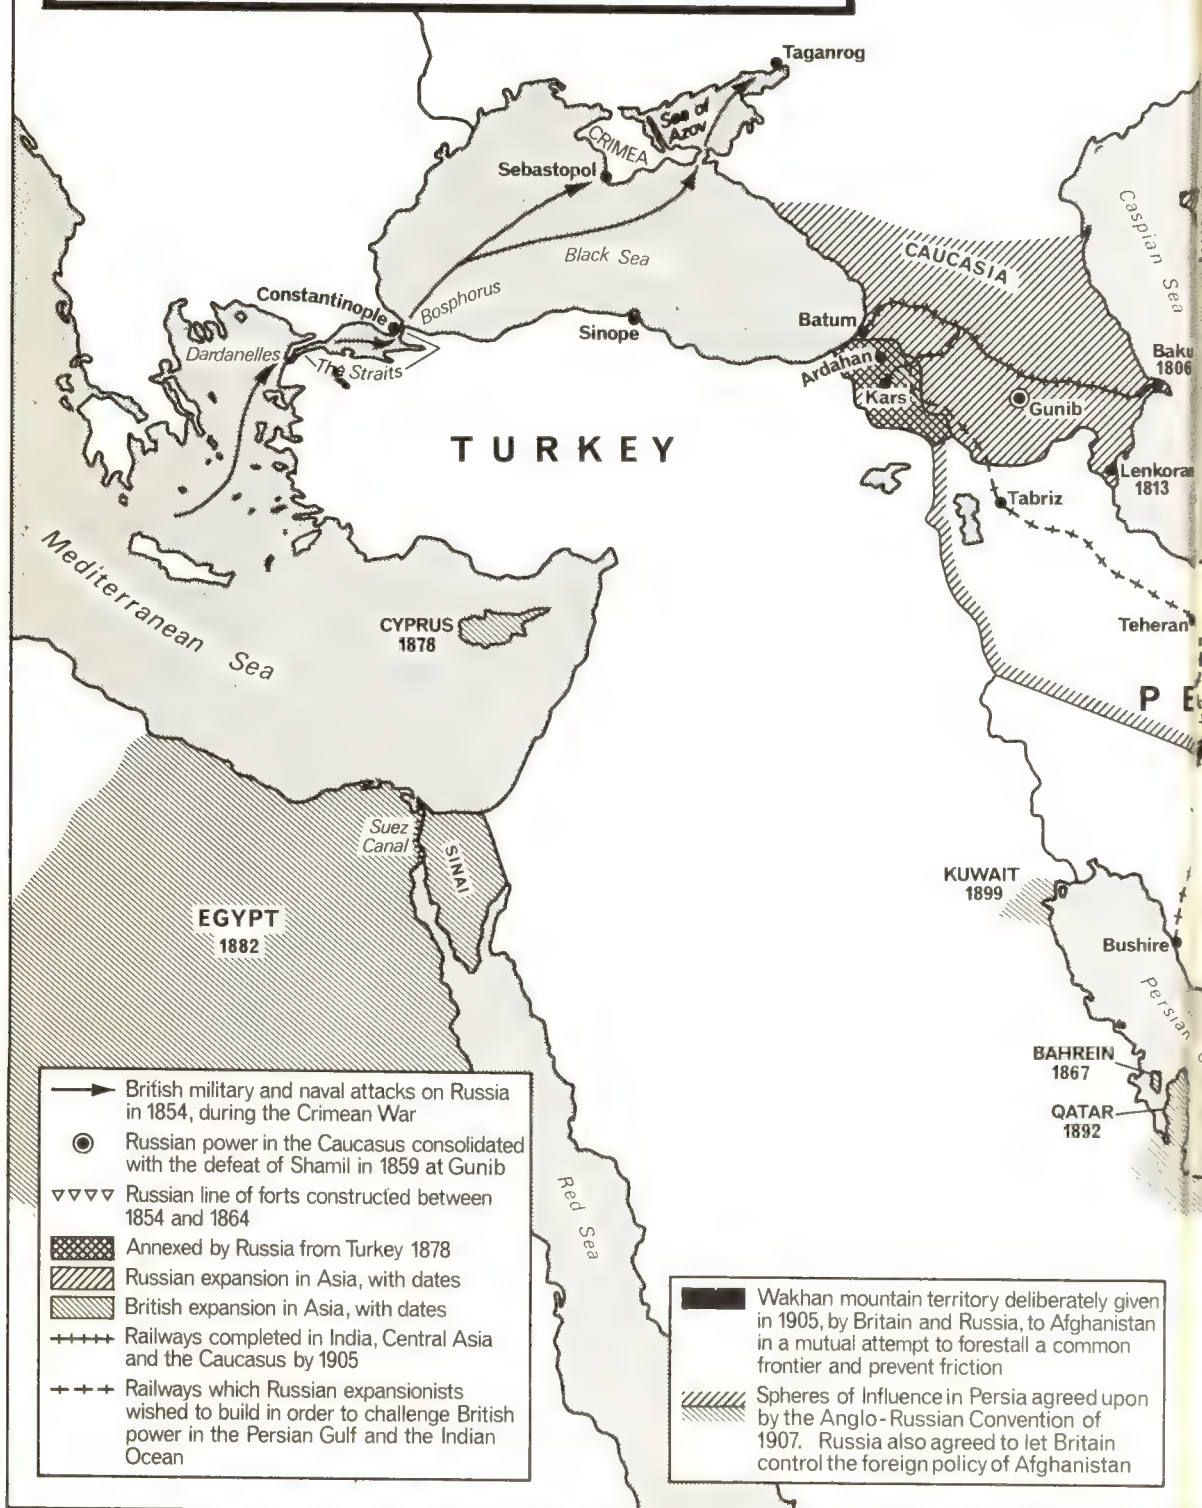 Taganrog
Sea of
Azov
CRIMEA
Sebastopol
Caspian Sea
Black Sea
CAUCASIA
Constantinople
Bosphorus
Sinope
Batum
Dardanelles
The Straits
Ardahan
Baku
1806
Kars
Gunib
TURKEY
Lenkoran
1813
Tabriz
Mediterranean Sea
CYPRUS
1878
Teheran
PE
Suez
Canal
SINAI
KUWAIT
1899
EGYPT
1882
Bushire
Persian
BAHREIN
1867
QATAR
1892
Red Sea
British military and naval attacks on Russia
in 1854, during the Crimean War
Russian power in the Caucasus consolidated
with the defeat of Shamil in 1859 at Gunib
Russian line of forts constructed between
1854 and 1864
Annexed by Russia from Turkey 1878
Russian expansion in Asia, with dates
British expansion in Asia, with dates
Railways completed in India, Central Asia
and the Caucasus by 1905
Railways which Russian expansionists
wished to build in order to challenge British
power in the Persian Gulf and the Indian
Ocean
Wakhan mountain territory deliberately given
in 1905, by Britain and Russia, to Afghanistan
in a mutual attempt to forestall a common
frontier and prevent friction
Spheres of Influence in Persia agreed upon
by the Anglo-Russian Convention of
1907. Russia also agreed to let Britain
control the foreign policy of Afghanistan